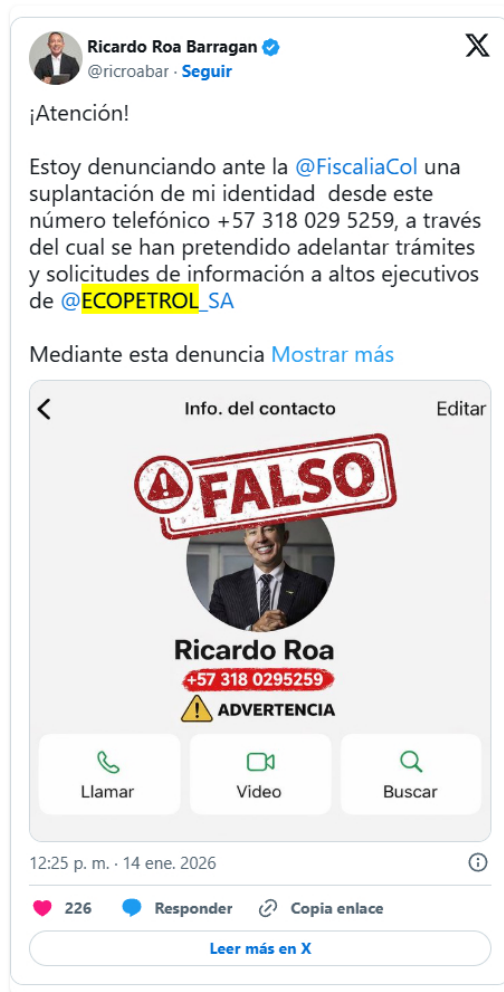 Ricardo Roa Barragan
@ricroabar · Seguir
¡Atención!
Estoy denunciando ante la @FiscaliaCol una
suplantación de mi identidad desde este
número telefónico +57 318 029 5259, a través
del cual se han pretendido adelantar trámites
y solicitudes de información a altos ejecutivos
de @ECOPETROL_SA
Mediante esta denuncia Mostrar más
Info. del contacto
Editar
FALSO
Ricardo Roa
+57 318 0295259
ADVERTENCIA
Llamar
Video
Buscar
12:25 p. m. · 14 ene. 2026
226
Responder
Copia enlace
Leer más en X